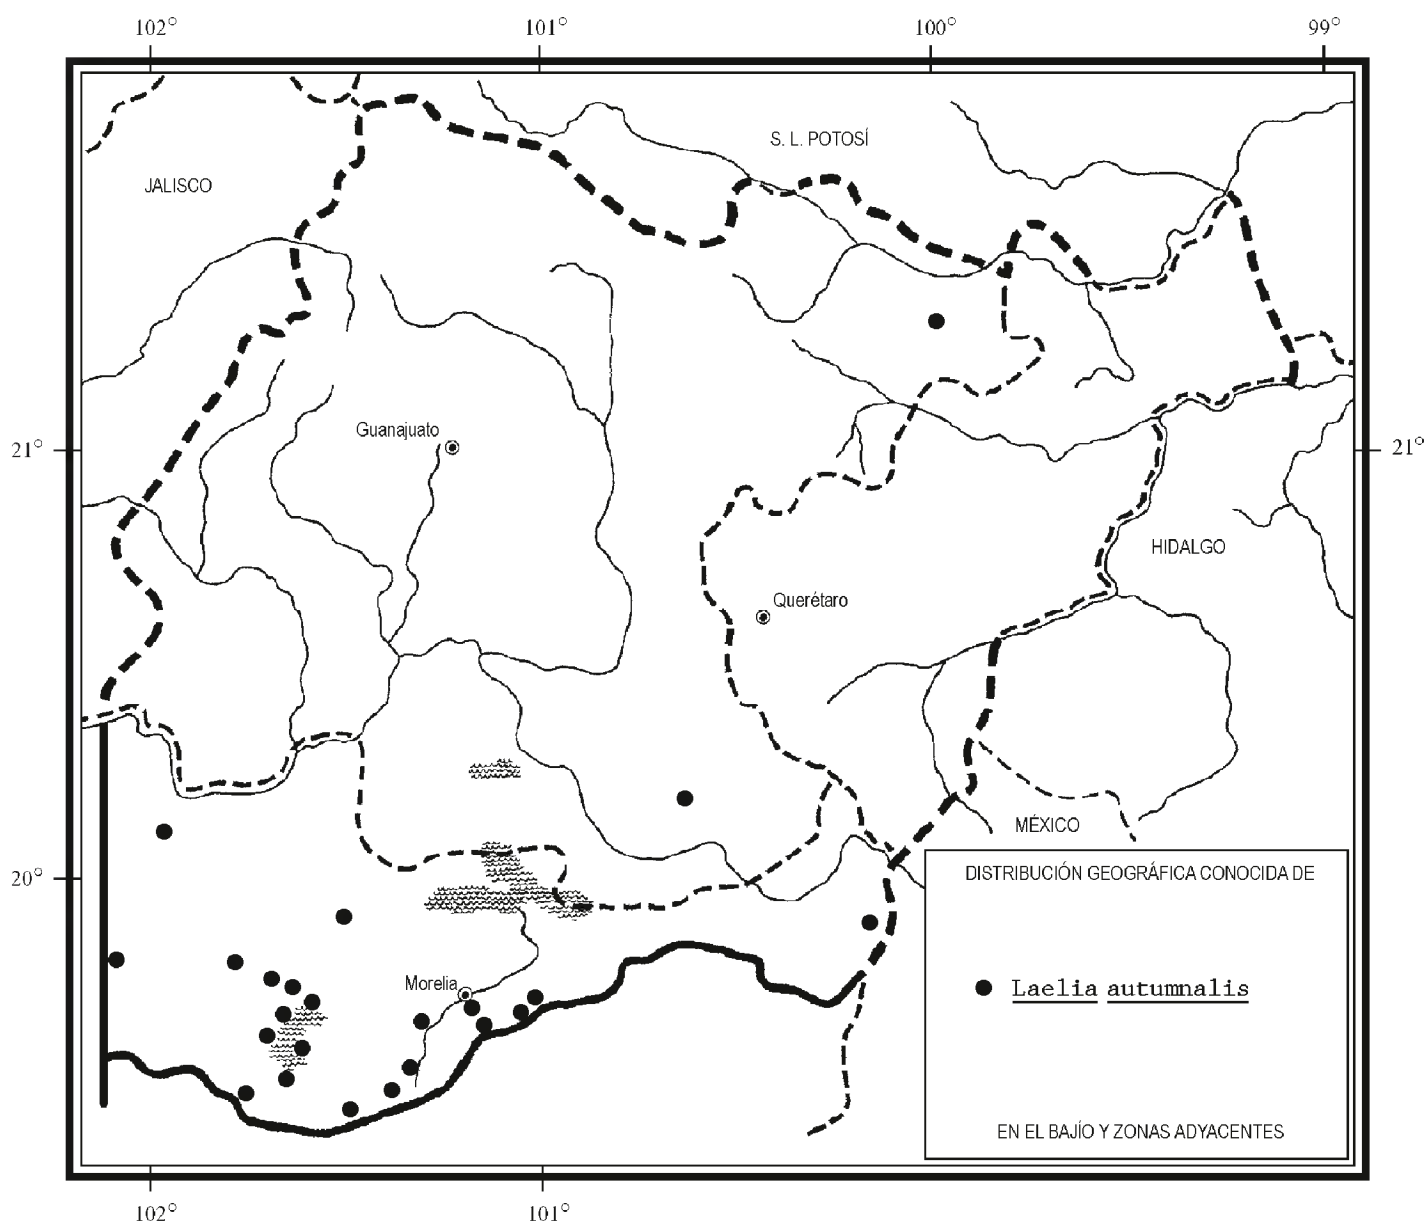 102° 101° 100° 99°
S. L. POTOSÍ
JALISCO
Guanajuato
21° 21°
HIDALGO
Querétaro
MÉXICO
20°
DISTRIBUCIÓN GEOGRÁFICA CONOCIDA DE
Morelia
Laelia autumnalis
EN EL BAJÍO Y ZONAS ADYACENTES
102° 101°